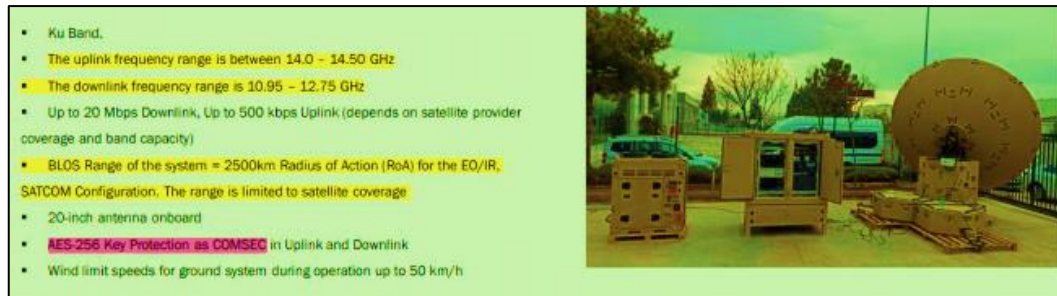 ▪ Ku Band,
▪ The uplink frequency range is between 14.0 – 14.50 GHz
▪ The downlink frequency range is 10.95 – 12.75 GHz
▪ Up to 20 Mbps Downlink, Up to 500 kbps Uplink (depends on satellite provider
coverage and band capacity)
▪ BLOS Range of the system = 2500km Radius of Action (RoA) for the EO/IR,
SATCOM Configuration. The range is limited to satellite coverage
▪ 20-inch antenna onboard
▪ AES-256 Key Protection as COMSEC in Uplink and Downlink
▪ Wind limit speeds for ground system during operation up to 50 km/h